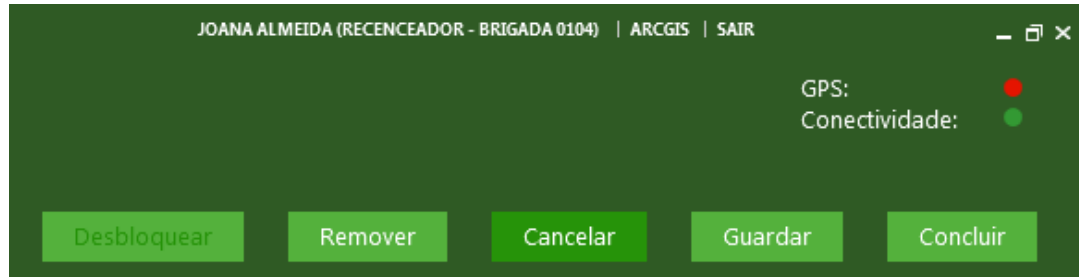 JOANA ALMEIDA (RECENCEADOR - BRIGADA 0104) | ARCGIS | SAIR
GPS:
Conectividade:
Desbloquear Remover Cancelar Guardar Concluir